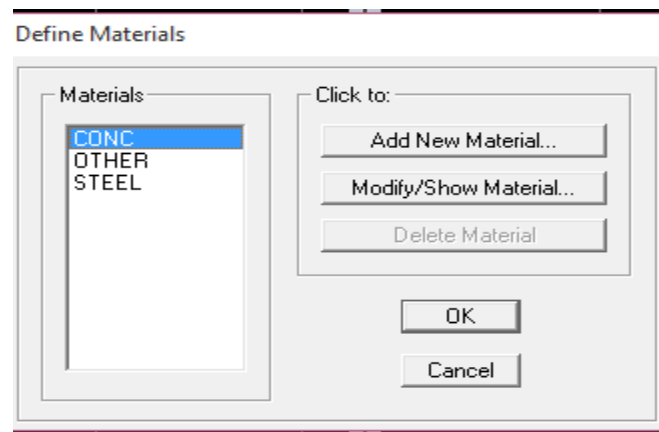 Define Materials
Materials
CONC
OTHER
STEEL
Click to:
Add New Material...
Modify/Show Material...
Delete Material
OK
Cancel